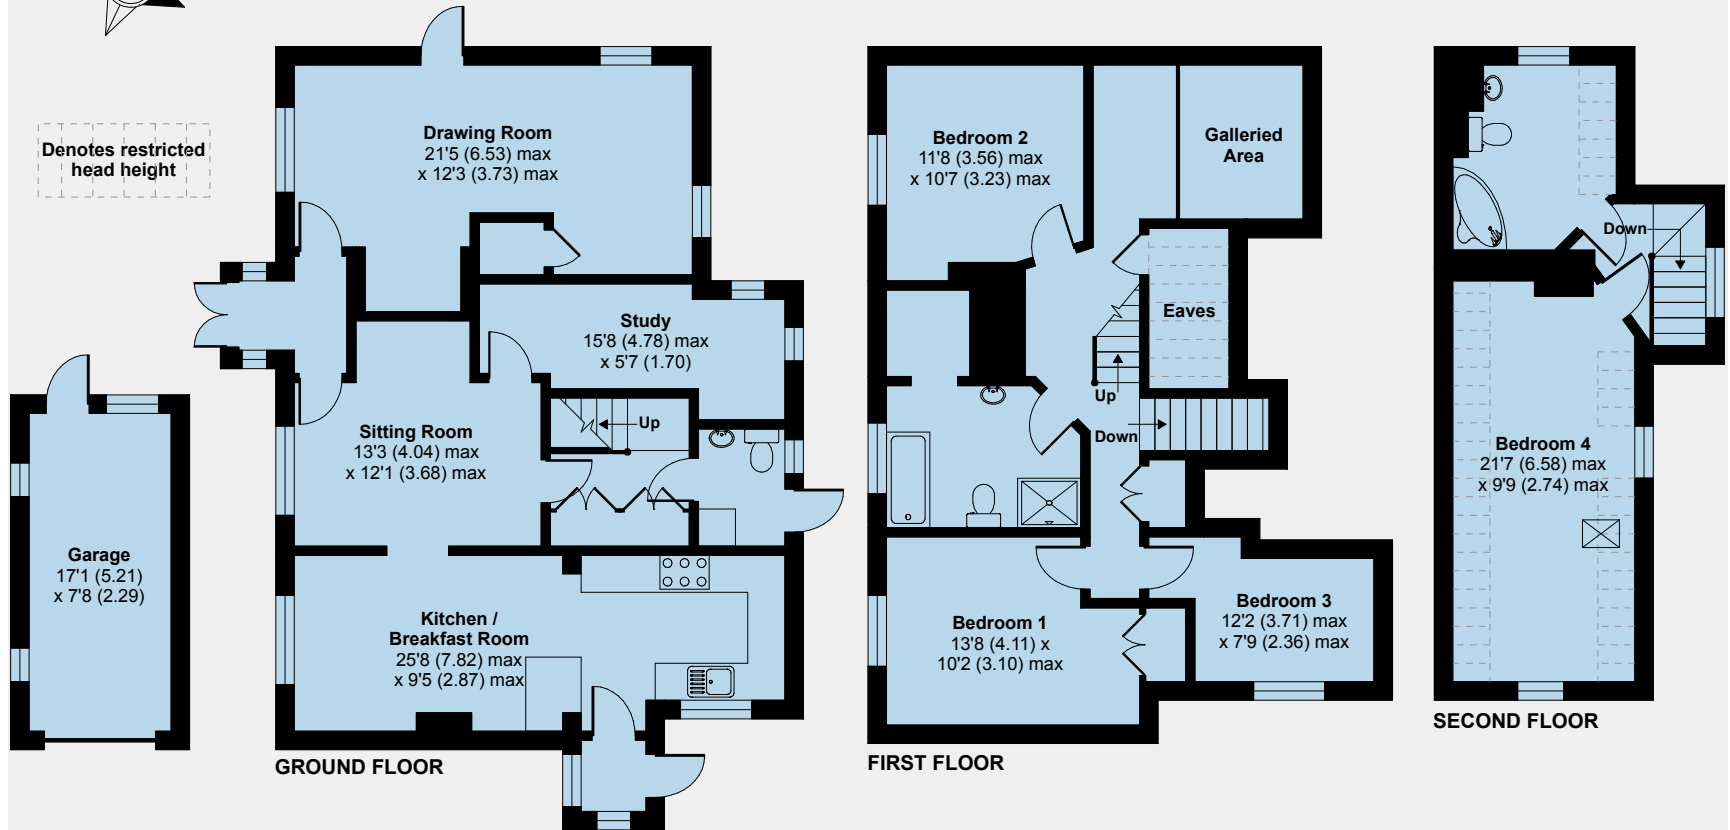 Denotes restricted
head height
Drawing Room
21'5 (6.53) max
x 12'3 (3.73) max
Study
15'8 (4.78) max
x 5'7 (1.70)
Sitting Room
13'3 (4.04) max
x 12'1 (3.68) max
Up
Garage
17'1 (5.21)
x 7'8 (2.29)
Kitchen /
Breakfast Room
25'8 (7.82) max
x 9'5 (2.87) max
GROUND FLOOR
Bedroom 2
11'8 (3.56) max
x 10'7 (3.23) max
Galleried
Area
Eaves
Up
Down
Bedroom 1
13'8 (4.11) x
10'2 (3.10) max
Bedroom 3
12'2 (3.71) max
x 7'9 (2.36) max
FIRST FLOOR
Down
Bedroom 4
21'7 (6.58) max
x 9'9 (2.74) max
SECOND FLOOR